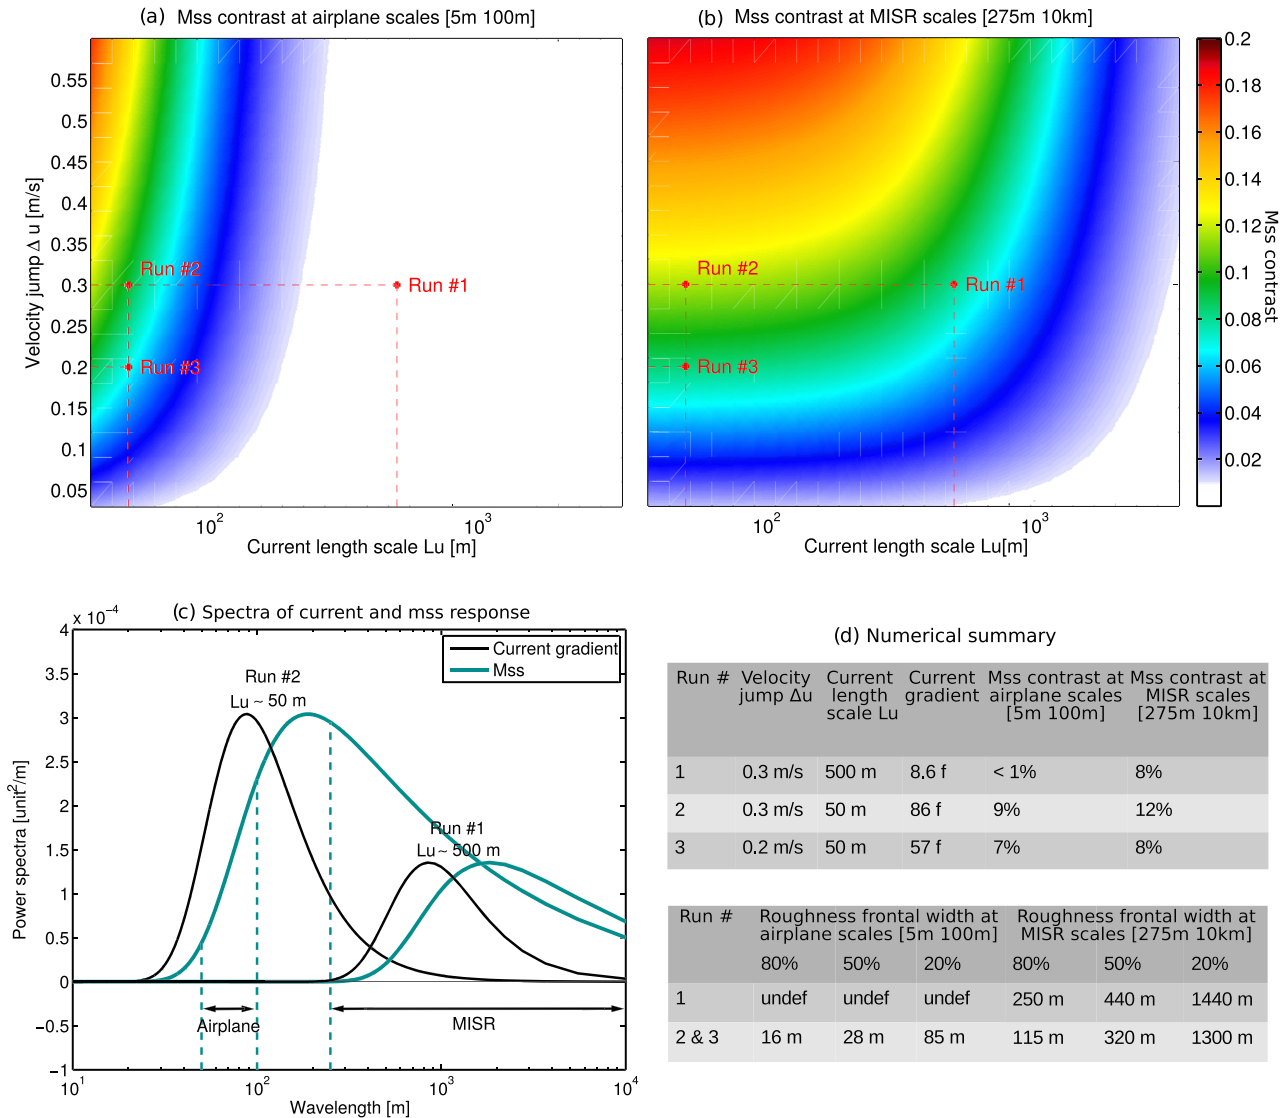 (a) Mss contrast at airplane scales [5m 100m]
(b) Mss contrast at MISR scales [275m 10km]
Velocity jump Δ u [m/s]
0.55
0.5
0.45
0.4
0.35
0.3
0.25
0.2
0.15
0.1
0.05
Run #2
Run #1
Run #3
10²
10³
Current length scale Lu [m]
Run #2
Run #1
Run #3
10²
10³
Current length scale Lu[m]
0.2
0.18
0.16
0.14
0.12
0.1
0.08
0.06
0.04
0.02
Mss contrast
(c) Spectra of current and mss response
x 10⁻⁴
4
3.5
3
2.5
2
1.5
1
0.5
0
−0.5
−1
Power spectra [unit²/m]
Current gradient
Mss
Run #2
Lu ~ 50 m
Run #1
Lu ~ 500 m
Airplane
MISR
10¹
10²
10³
10⁴
Wavelength [m]
(d) Numerical summary
Run # Velocity Current Current Mss contrast at Mss contrast at
jump Δu length gradient airplane scales MISR scales
scale Lu [5m 100m] [275m 10km]
1 0.3 m/s 500 m 8.6 f < 1% 8%
2 0.3 m/s 50 m 86 f 9% 12%
3 0.2 m/s 50 m 57 f 7% 8%
Run # Roughness frontal width at Roughness frontal width at
airplane scales [5m 100m] MISR scales [275m 10km]
80% 50% 20% 80% 50% 20%
1 undef undef undef 250 m 440 m 1440 m
2 & 3 16 m 28 m 85 m 115 m 320 m 1300 m